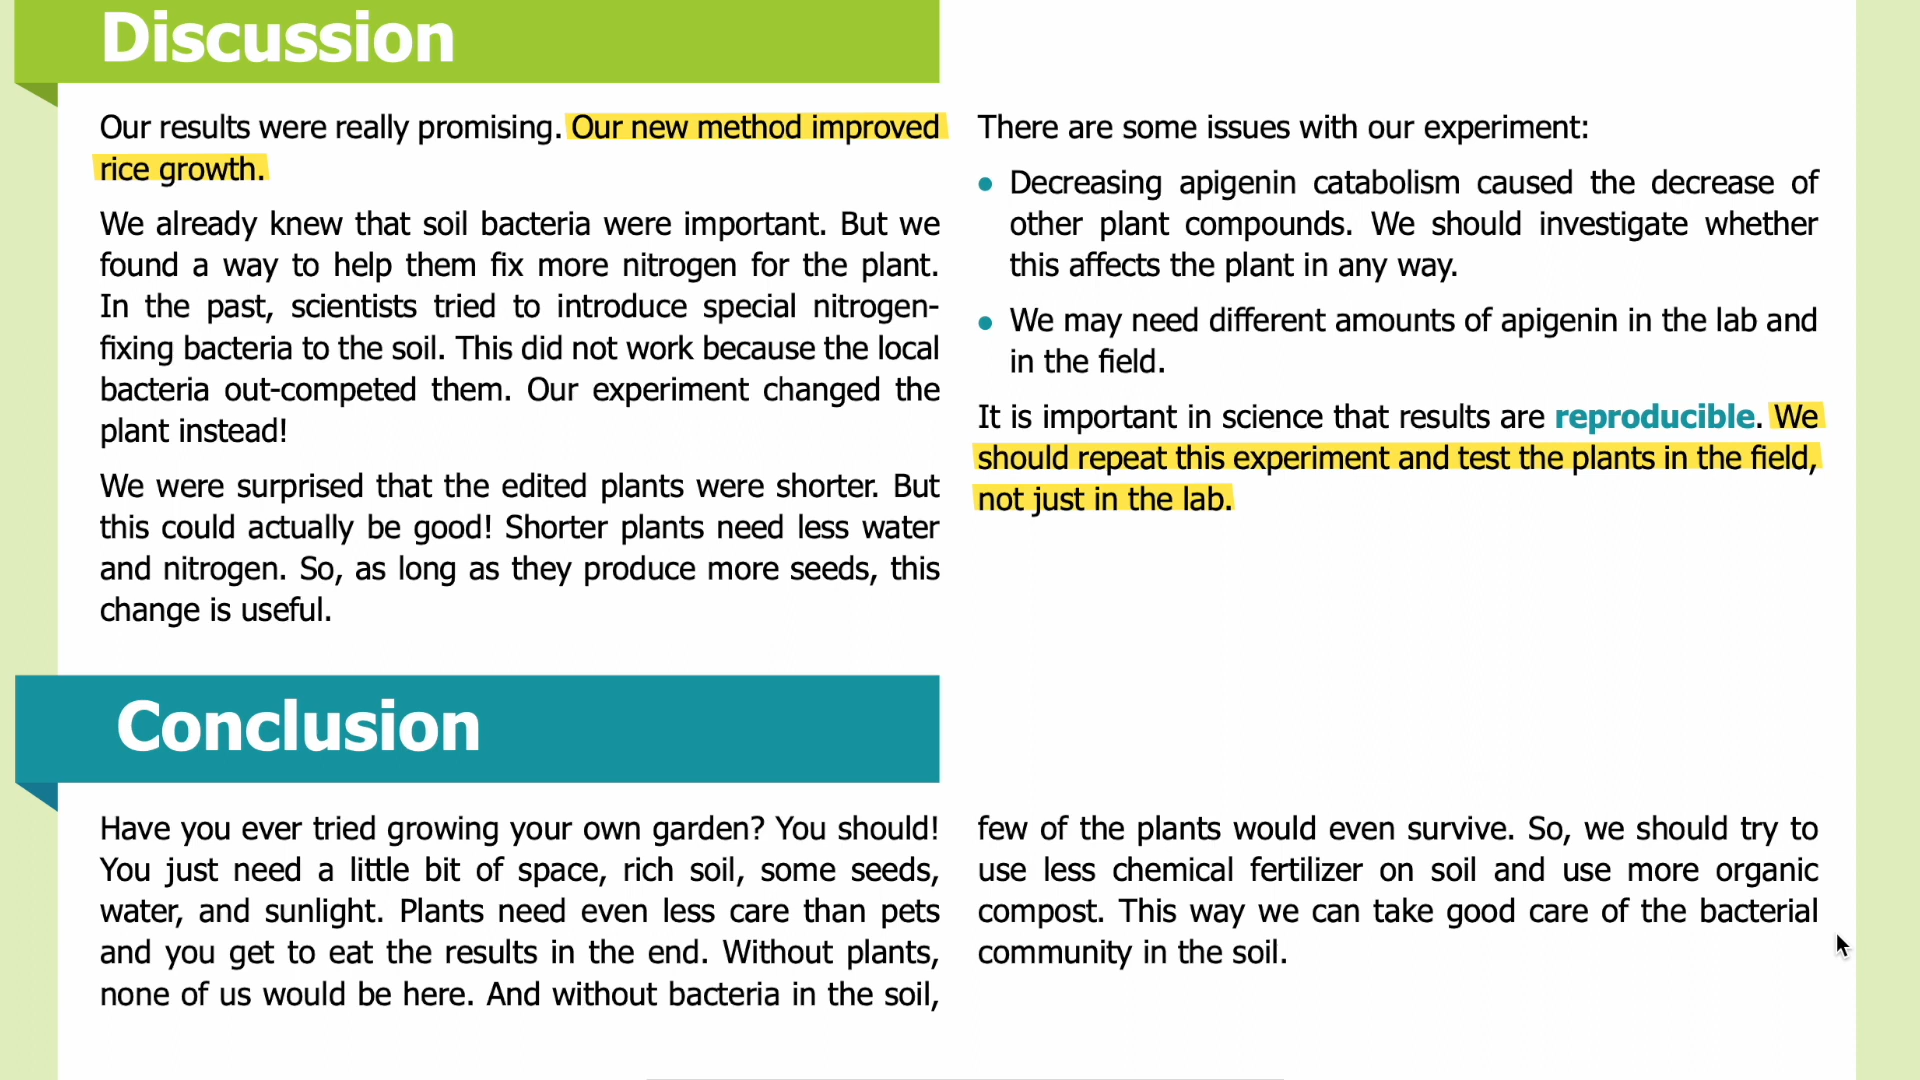 Discussion
Our results were really promising. Our new method improved
rice growth.
We already knew that soil bacteria were important. But we
found a way to help them fix more nitrogen for the plant.
In the past, scientists tried to introduce special nitrogen-
fixing bacteria to the soil. This did not work because the local
bacteria out-competed them. Our experiment changed the
plant instead!
We were surprised that the edited plants were shorter. But
this could actually be good! Shorter plants need less water
and nitrogen. So, as long as they produce more seeds, this
change is useful.
There are some issues with our experiment:
• Decreasing apigenin catabolism caused the decrease of
other plant compounds. We should investigate whether
this affects the plant in any way.
• We may need different amounts of apigenin in the lab and
in the field.
It is important in science that results are reproducible. We
should repeat this experiment and test the plants in the field,
not just in the lab.
Conclusion
Have you ever tried growing your own garden? You should!
You just need a little bit of space, rich soil, some seeds,
water, and sunlight. Plants need even less care than pets
and you get to eat the results in the end. Without plants,
none of us would be here. And without bacteria in the soil,
few of the plants would even survive. So, we should try to
use less chemical fertilizer on soil and use more organic
compost. This way we can take good care of the bacterial
community in the soil.